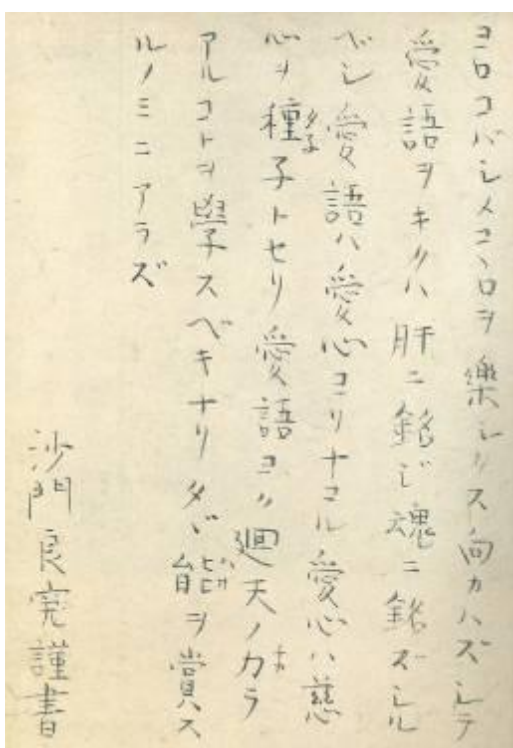 ヨロコバシメコヽロヲ樂シクス向カハズシテ
愛語ヲキクハ肝ニ銘ジ魂ニ銘ズシル
ベシ愛語ハ愛心ヨリオコル愛心ハ慈
心ヲ種子トセリ愛語ヨク廻天ノ力ラ
アルコトヲ學スベキナリタヾ能ヲ賞ス
ルノミニアラズ
沙門良寛謹書